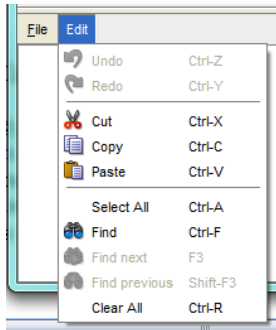 File Edit
Undo Ctrl-Z
Redo Ctrl-Y
Cut Ctrl-X
Copy Ctrl-C
Paste Ctrl-V
Select All Ctrl-A
Find Ctrl-F
Find next F3
Find previous Shift-F3
Clear All Ctrl-R